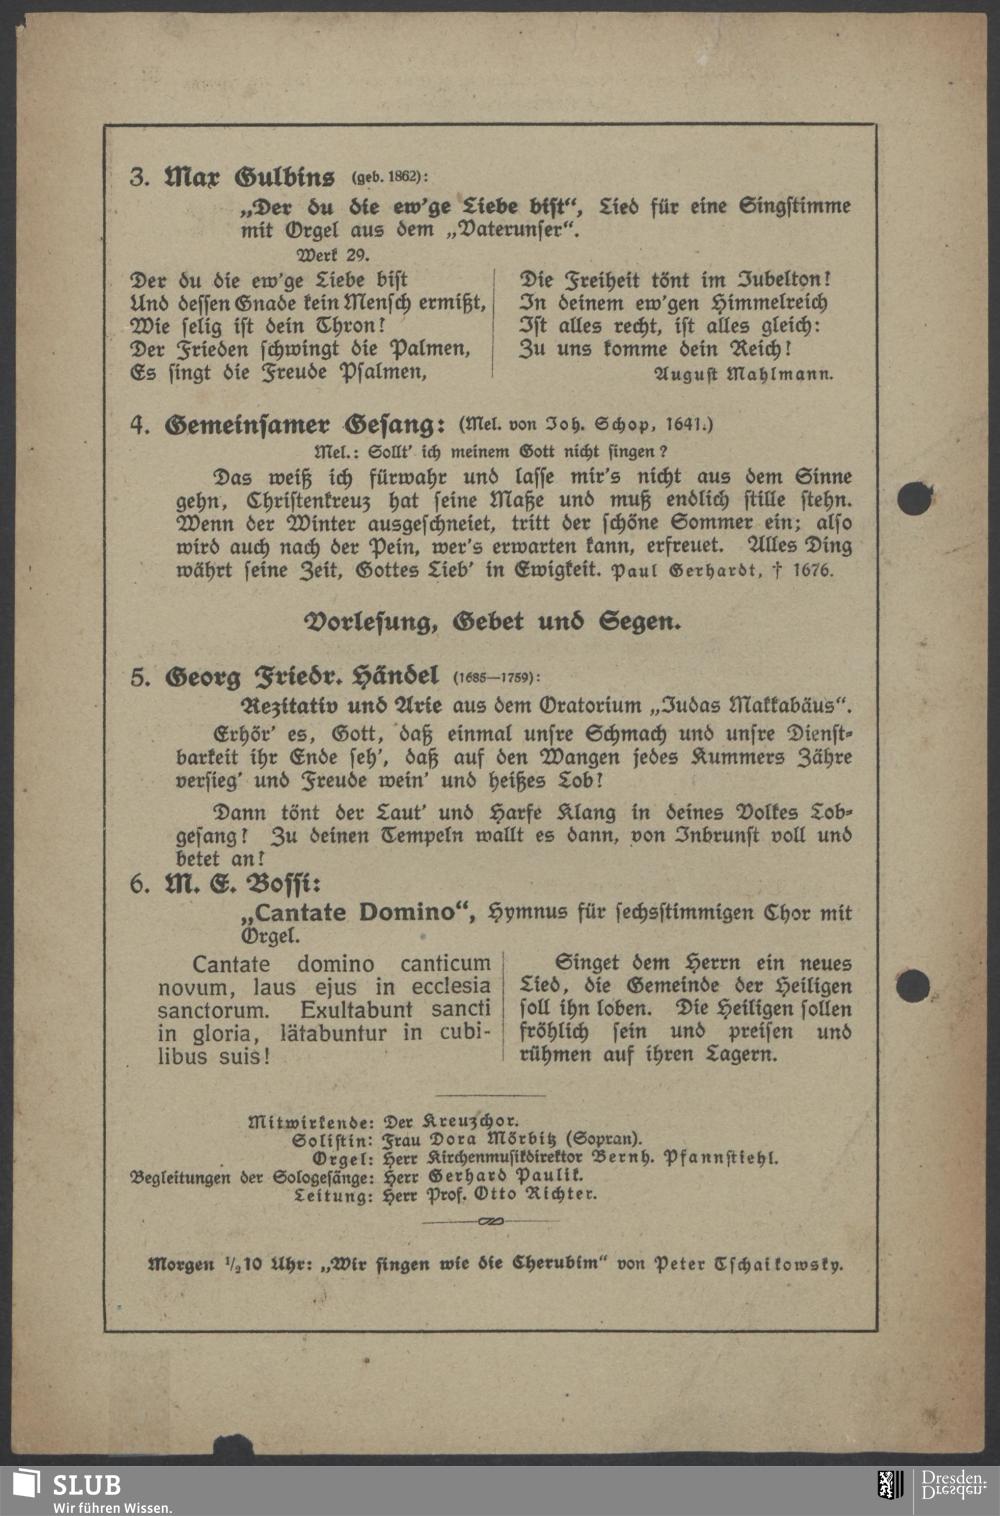 3. Max Gulbins (geb. 1862):
„Der du die ew'ge Liebe bist“, Lied für eine Singstimme
mit Orgel aus dem „Vaterunser“.
Werk 29.
Der du die ew'ge Liebe bist
Und dessen Gnade kein Mensch ermißt,
Wie selig ist dein Thron!
Der Frieden schwingt die Palmen,
Es singt die Freude Psalmen,
Die Freiheit tönt im Jubelton!
In deinem ew'gen Himmelreich
Ist alles recht, ist alles gleich:
Zu uns komme dein Reich!
August Mahlmann.
4. Gemeinsamer Gesang: (Mel. von Joh. Schop, 1641.)
Mel.: Sollt' ich meinem Gott nicht singen?
Das weiß ich fürwahr und lasse mir's nicht aus dem Sinne
gehn, Christenkreuz hat seine Maße und muß endlich stille stehn.
Wenn der Winter ausgeschneiet, tritt der schöne Sommer ein; also
wird auch nach der Pein, wer's erwarten kann, erfreuet. Alles Ding
währt seine Zeit, Gottes Lieb' in Ewigkeit. Paul Gerhardt, † 1676.
Vorlesung, Gebet und Segen.
5. Georg Friedr. Händel (1685—1759):
Rezitativ und Arie aus dem Oratorium „Judas Makkabäus“.
Erhör' es, Gott, daß einmal unsre Schmach und unsre Dienst-
barkeit ihr Ende seh', daß auf den Wangen jedes Kummers Zähre
versieg' und Freude wein' und heißes Lob!
Dann tönt der Laut' und Harfe Klang in deines Volkes Lob-
gesang! Zu deinen Tempeln wallt es dann, von Inbrunst voll und
betet an!
6. M. E. Bossi:
„Cantate Domino“, Hymnus für sechsstimmigen Chor mit
Orgel.
Cantate domino canticum
novum, laus ejus in ecclesia
sanctorum. Exultabunt sancti
in gloria, lätabuntur in cubi-
libus suis!
Singet dem Herrn ein neues
Lied, die Gemeinde der Heiligen
soll ihn loben. Die Heiligen sollen
fröhlich sein und preisen und
rühmen auf ihren Lagern.
Mitwirkende: Der Kreuzchor.
Solistin: Frau Dora Mörbitz (Sopran).
Orgel: Herr Kirchenmusikdirektor Bernh. Pfannstiehl.
Begleitungen der Sologesänge: Herr Gerhard Paulik.
Leitung: Herr Prof. Otto Richter.
Morgen 1/2 10 Uhr: „Wir singen wie die Cherubim“ von Peter Tschaikowsky.
SLUB
Wir führen Wissen.
Dresden.
Dresden.